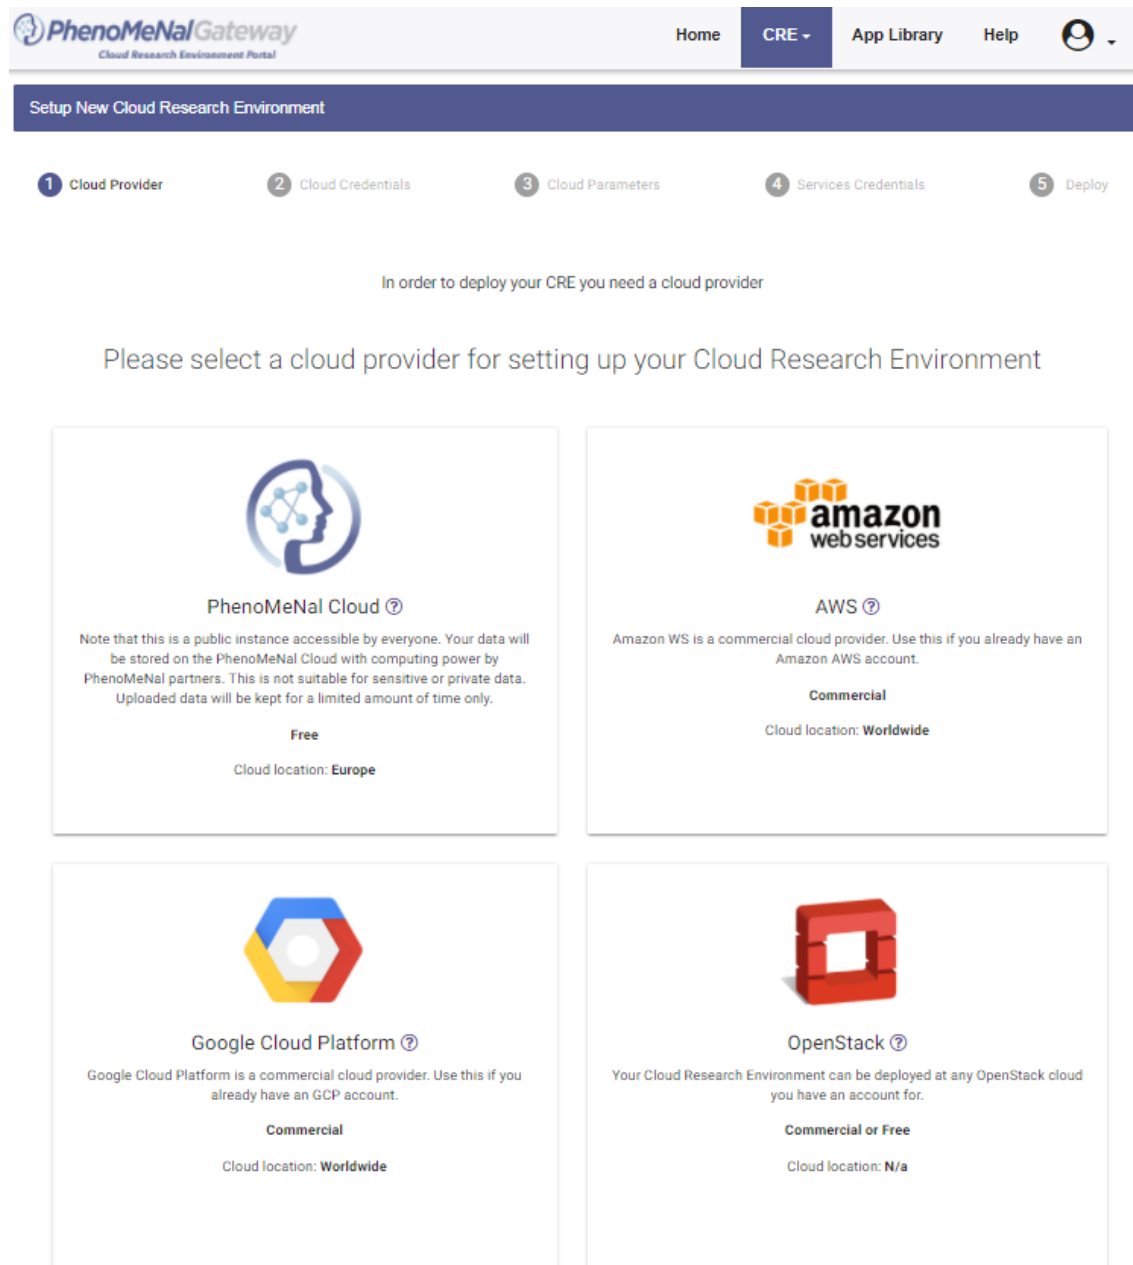 PhenoMeNal Gateway
Cloud Research Environment Portal
Home
CRE
App Library
Help
Setup New Cloud Research Environment
1 Cloud Provider
2 Cloud Credentials
3 Cloud Parameters
4 Services Credentials
5 Deploy
In order to deploy your CRE you need a cloud provider
Please select a cloud provider for setting up your Cloud Research Environment
PhenoMeNal Cloud ?
Note that this is a public instance accessible by everyone. Your data will
be stored on the PhenoMeNal Cloud with computing power by
PhenoMeNal partners. This is not suitable for sensitive or private data.
Uploaded data will be kept for a limited amount of time only.
Free
Cloud location: Europe
amazon
web services
AWS ?
Amazon WS is a commercial cloud provider. Use this if you already have an
Amazon AWS account.
Commercial
Cloud location: Worldwide
Google Cloud Platform ?
Google Cloud Platform is a commercial cloud provider. Use this if you
already have an GCP account.
Commercial
Cloud location: Worldwide
OpenStack ?
Your Cloud Research Environment can be deployed at any OpenStack cloud
you have an account for.
Commercial or Free
Cloud location: N/a